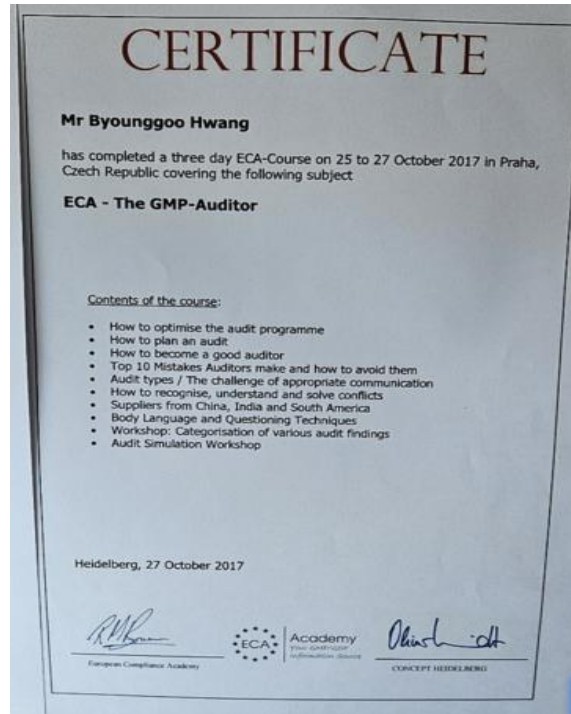 CERTIFICATE
Mr Byounggoo Hwang
has completed a three day ECA-Course on 25 to 27 October 2017 in Praha,
Czech Republic covering the following subject
ECA - The GMP-Auditor
Contents of the course:
• How to optimise the audit programme
• How to plan an audit
• How to become a good auditor
• Top 10 Mistakes Auditors make and how to avoid them
• Audit types / The challenge of appropriate communication
• How to recognise, understand and solve conflicts
• Suppliers from China, India and South America
• Body Language and Questioning Techniques
• Workshop: Categorisation of various audit findings
• Audit Simulation Workshop
Heidelberg, 27 October 2017
ECA Academy
European Compliance Academy
CONCEPT HEIDELBERG